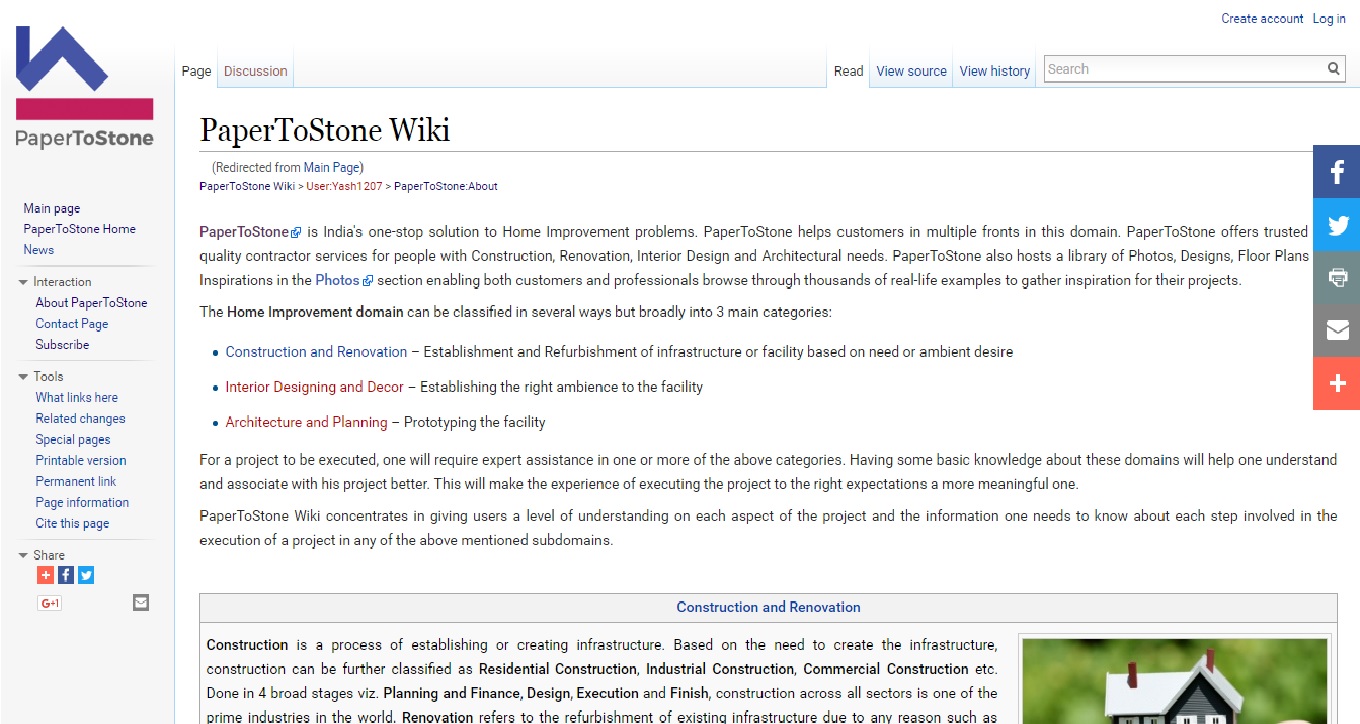 Create account Log in
PaperToStone
Page Discussion Read View source View history Search
PaperToStone Wiki
(Redirected from Main Page)
PaperToStone Wiki > User:Yash1207 > PaperToStone:About
Main page
PaperToStone Home
News
Interaction
About PaperToStone
Contact Page
Subscribe
Tools
What links here
Related changes
Special pages
Printable version
Permanent link
Page information
Cite this page
Share
G+1
PaperToStone is India's one-stop solution to Home Improvement problems. PaperToStone helps customers in multiple fronts in this domain. PaperToStone offers trusted
quality contractor services for people with Construction, Renovation, Interior Design and Architectural needs. PaperToStone also hosts a library of Photos, Designs, Floor Plans
Inspirations in the Photos section enabling both customers and professionals browse through thousands of real-life examples to gather inspiration for their projects.
The Home Improvement domain can be classified in several ways but broadly into 3 main categories:
• Construction and Renovation – Establishment and Refurbishment of infrastructure or facility based on need or ambient desire
• Interior Designing and Decor – Establishing the right ambience to the facility
• Architecture and Planning – Prototyping the facility
For a project to be executed, one will require expert assistance in one or more of the above categories. Having some basic knowledge about these domains will help one understand
and associate with his project better. This will make the experience of executing the project to the right expectations a more meaningful one.
PaperToStone Wiki concentrates in giving users a level of understanding on each aspect of the project and the information one needs to know about each step involved in the
execution of a project in any of the above mentioned subdomains.
Construction and Renovation
Construction is a process of establishing or creating infrastructure. Based on the need to create the infrastructure,
construction can be further classified as Residential Construction, Industrial Construction, Commercial Construction etc.
Done in 4 broad stages viz. Planning and Finance, Design, Execution and Finish, construction across all sectors is one of the
prime industries in the world. Renovation refers to the refurbishment of existing infrastructure due to any reason such as